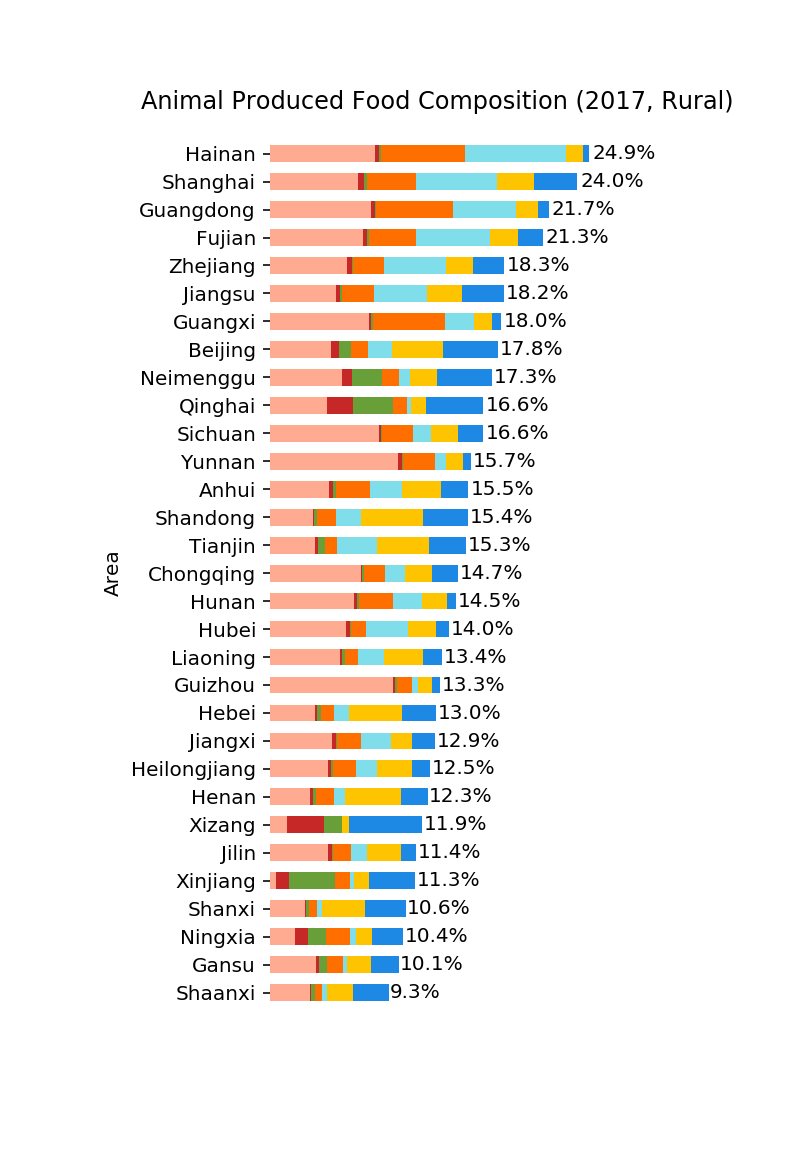 Animal Produced Food Composition (2017, Rural)
Area
Hainan 24.9%
Shanghai 24.0%
Guangdong 21.7%
Fujian 21.3%
Zhejiang 18.3%
Jiangsu 18.2%
Guangxi 18.0%
Beijing 17.8%
Neimenggu 17.3%
Qinghai 16.6%
Sichuan 16.6%
Yunnan 15.7%
Anhui 15.5%
Shandong 15.4%
Tianjin 15.3%
Chongqing 14.7%
Hunan 14.5%
Hubei 14.0%
Liaoning 13.4%
Guizhou 13.3%
Hebei 13.0%
Jiangxi 12.9%
Heilongjiang 12.5%
Henan 12.3%
Xizang 11.9%
Jilin 11.4%
Xinjiang 11.3%
Shanxi 10.6%
Ningxia 10.4%
Gansu 10.1%
Shaanxi 9.3%